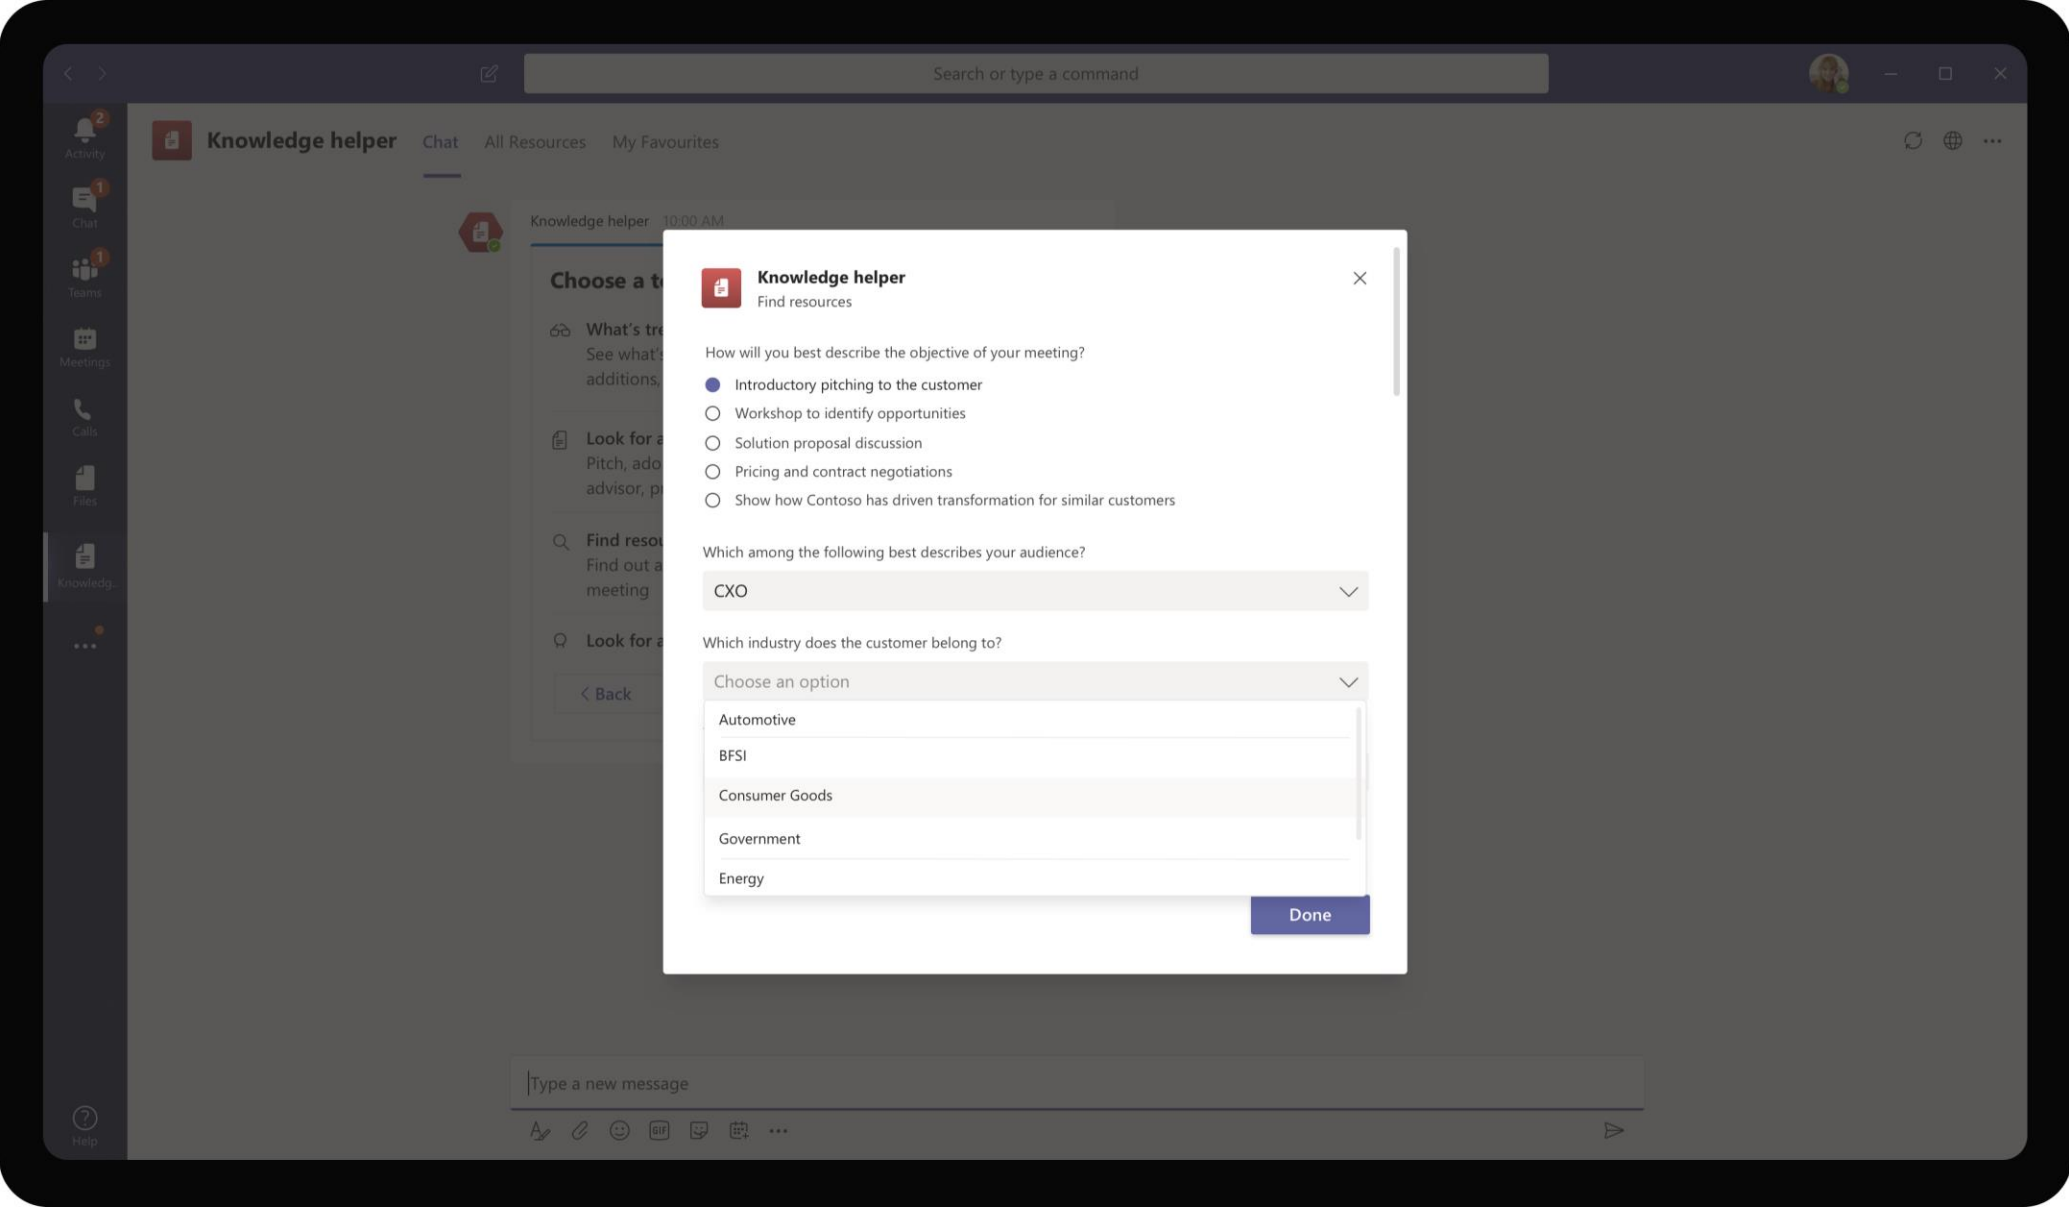 Search or type a command
2
Activity
1
Chat
1
Teams
Meetings
Calls
Files
Knowledg...
Help
Knowledge helper
Chat
All Resources
My Favourites
Knowledge helper 10:00 AM
Choose a t
What's tre
See what's
additions,
Look for a
Pitch, ado
advisor, p
Find resou
Find out a
meeting
Look for a
Back
Knowledge helper
Find resources
How will you best describe the objective of your meeting?
Introductory pitching to the customer
Workshop to identify opportunities
Solution proposal discussion
Pricing and contract negotiations
Show how Contoso has driven transformation for similar customers
Which among the following best describes your audience?
CXO
Which industry does the customer belong to?
Choose an option
Automotive
BFSI
Consumer Goods
Government
Energy
Done
Type a new message
GIF